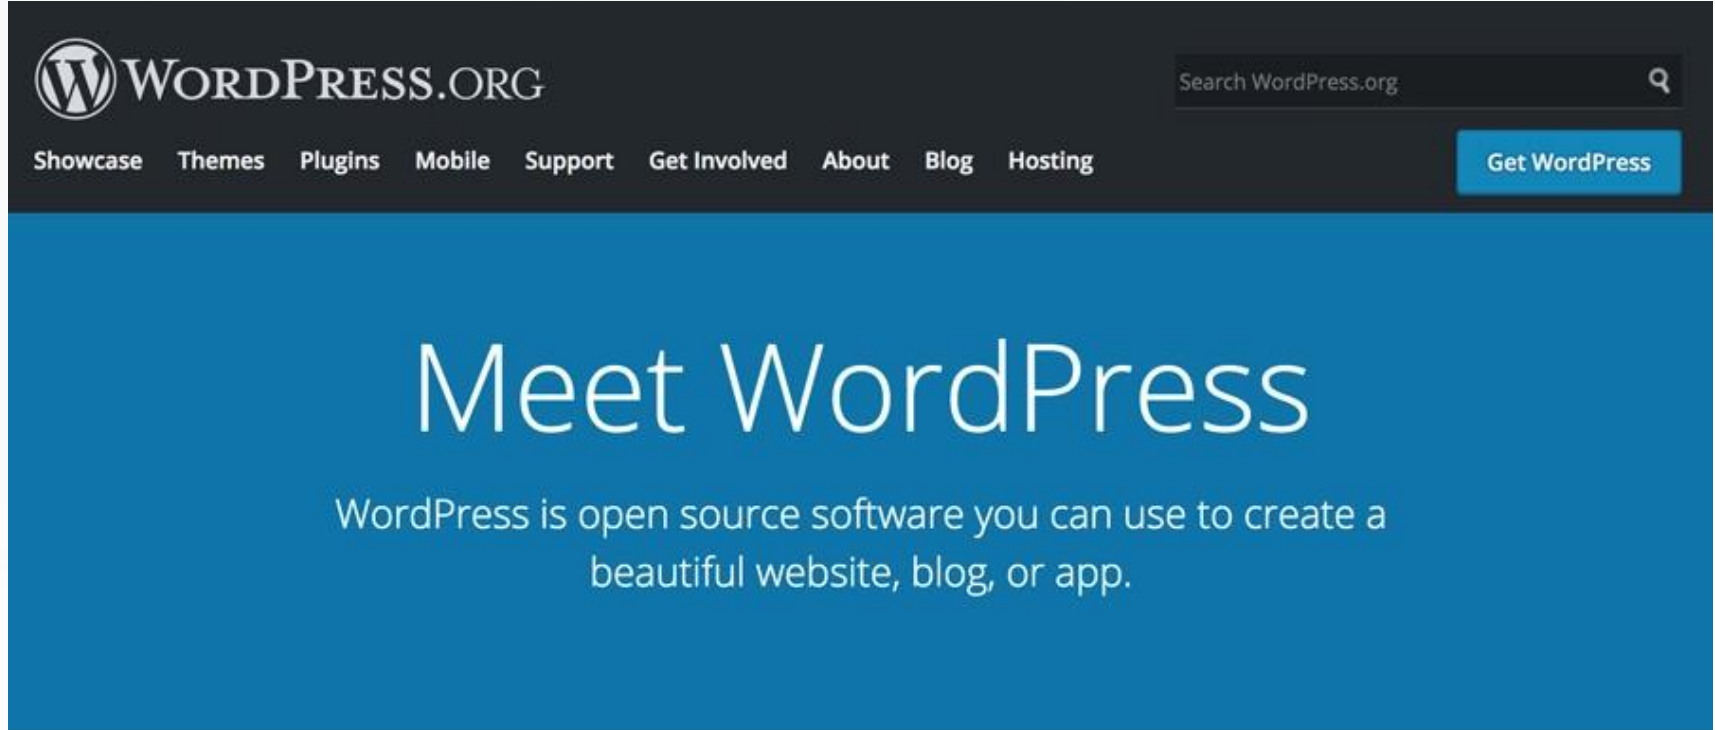 WORDPRESS.ORG
Search WordPress.org
Showcase Themes Plugins Mobile Support Get Involved About Blog Hosting
Get WordPress
Meet WordPress
WordPress is open source software you can use to create a
beautiful website, blog, or app.